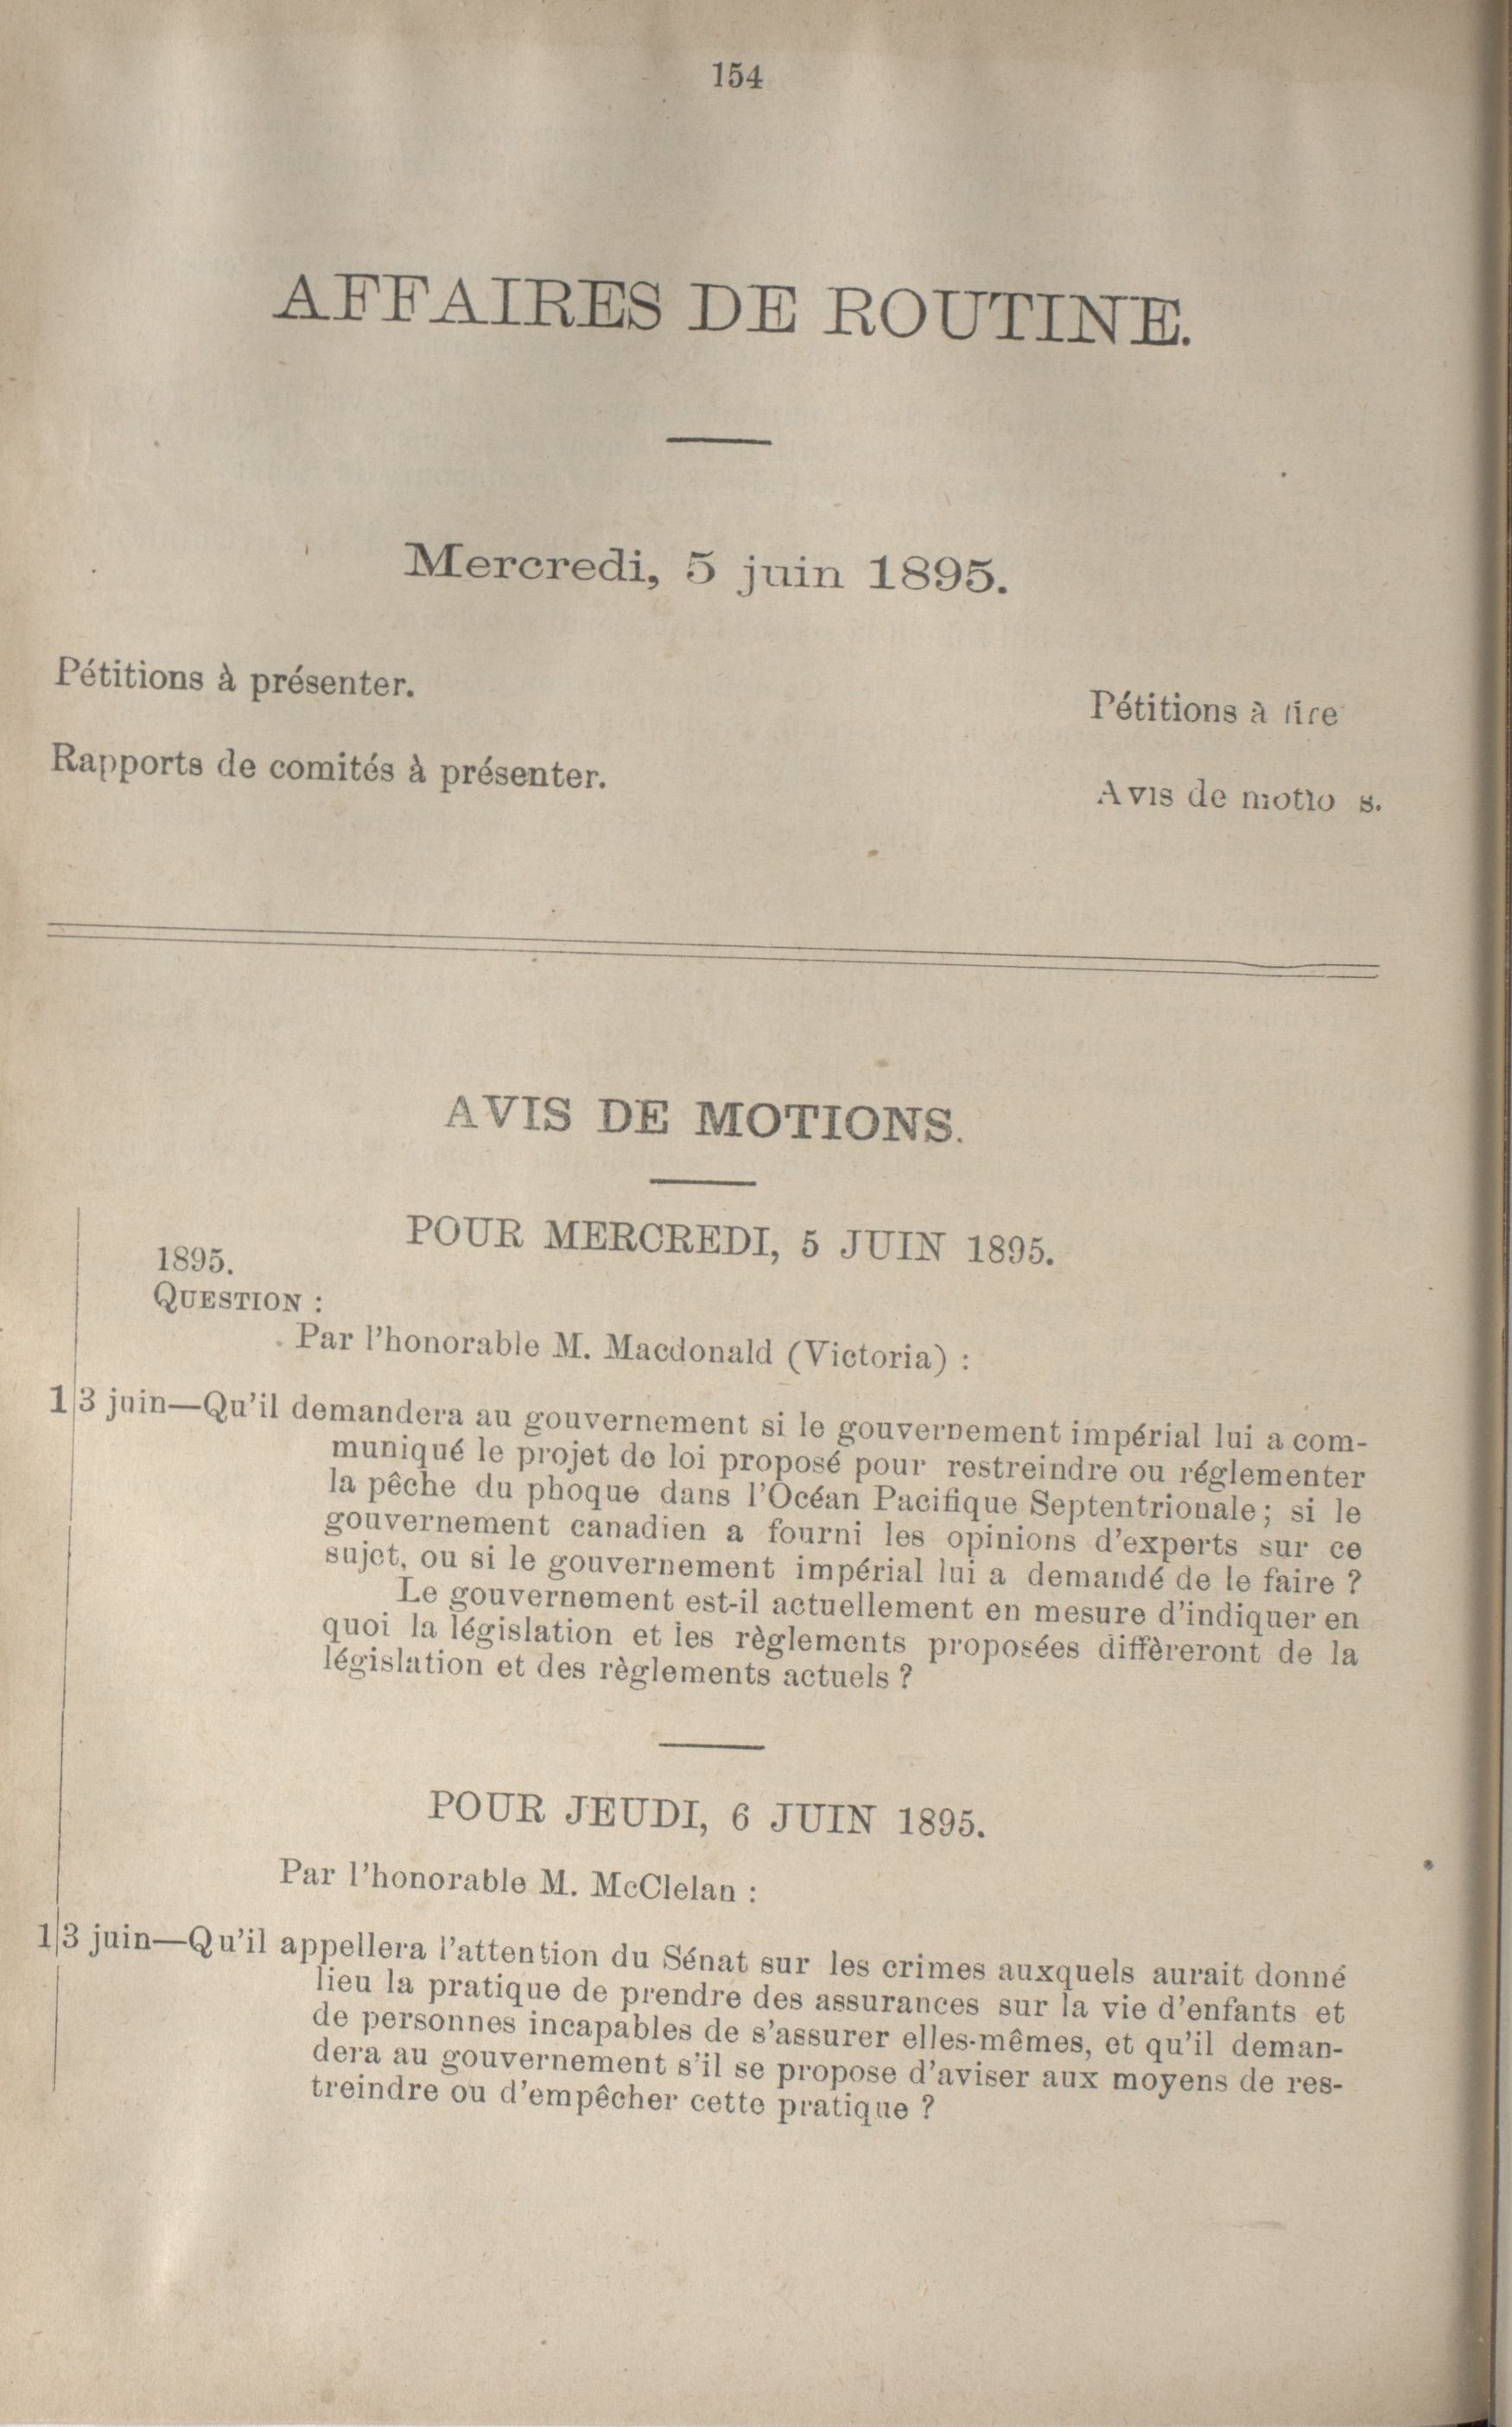 154
AFFAIRES DE ROUTINE.
Mercredi, 5 juin 1895.
Pétitions à présenter.
Pétitions à lire
Rapports de comités à présenter.
Avis de motio s.
AVIS DE MOTIONS.
POUR MERCREDI, 5 JUIN 1895.
1895.
QUESTION :
Par l'honorable M. Macdonald (Victoria) :
1 3 juin—Qu'il demandera au gouvernement si le gouvernement impérial lui a com-
muniqué le projet de loi proposé pour restreindre ou réglementer
la pêche du phoque dans l'Océan Pacifique Septentrionale; si le
gouvernement canadien a fourni les opinions d'experts sur ce
sujet, ou si le gouvernement impérial lui a demandé de le faire ?
Le gouvernement est-il actuellement en mesure d'indiquer en
quoi la législation et les règlements proposées diffèreront de la
législation et des règlements actuels ?
POUR JEUDI, 6 JUIN 1895.
Par l'honorable M. McClelan :
1 3 juin—Qu'il appellera l'attention du Sénat sur les crimes auxquels aurait donné
lieu la pratique de prendre des assurances sur la vie d'enfants et
de personnes incapables de s'assurer elles-mêmes, et qu'il deman-
dera au gouvernement s'il se propose d'aviser aux moyens de res-
treindre ou d'empêcher cette pratique ?